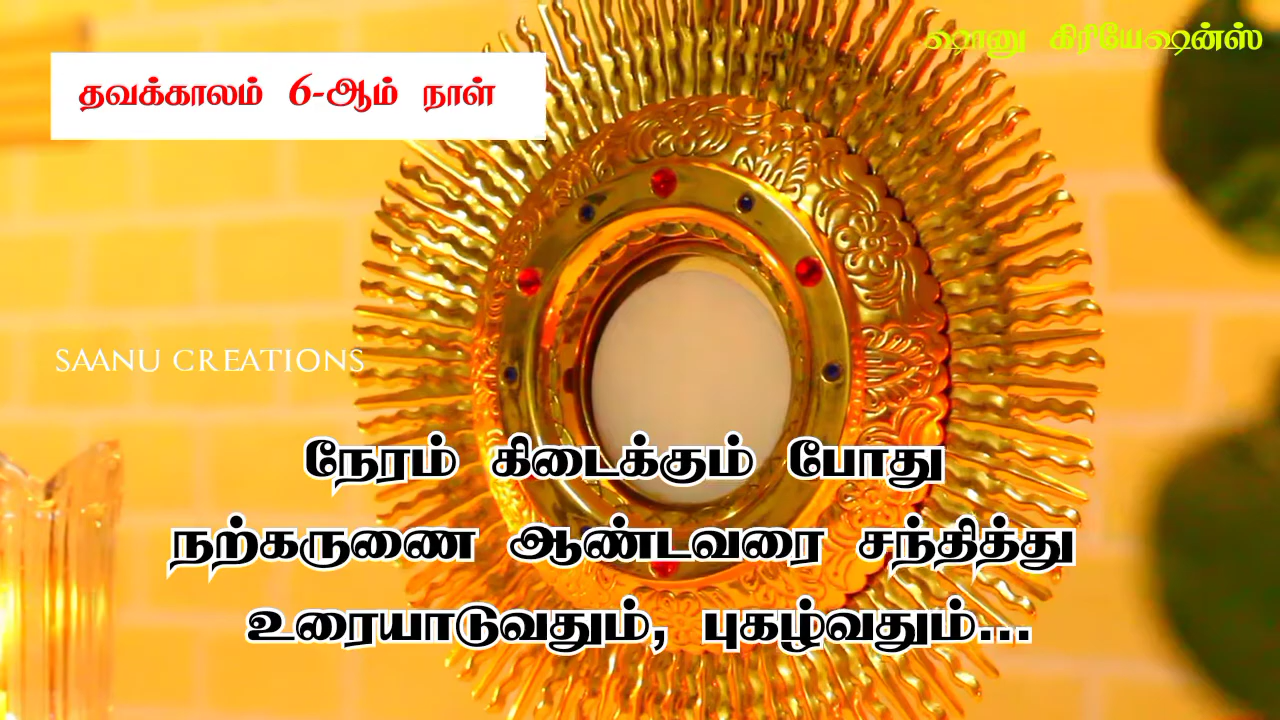 ஷானு கிரியேஷன்ஸ்
தவக்காலம் 6-ஆம் நாள்
SAANU CREATIONS
நேரம் கிடைக்கும் போது
நற்கருணை ஆண்டவரை சந்தித்து
உரையாடுவதும், புகழ்வதும்...